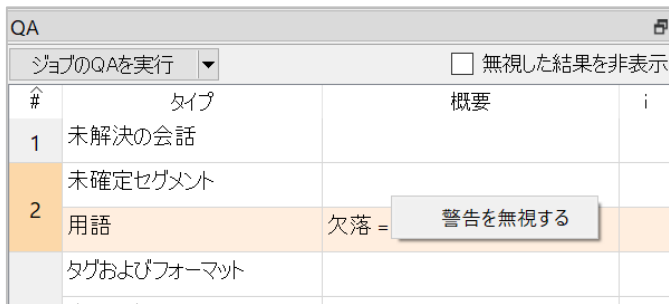 QA
ジョブのQAを実行
無視した結果を非表示
# タイプ 概要 i
1 未解決の会話
未確定セグメント
2
用語 欠落 = 警告を無視する
タグおよびフォーマット